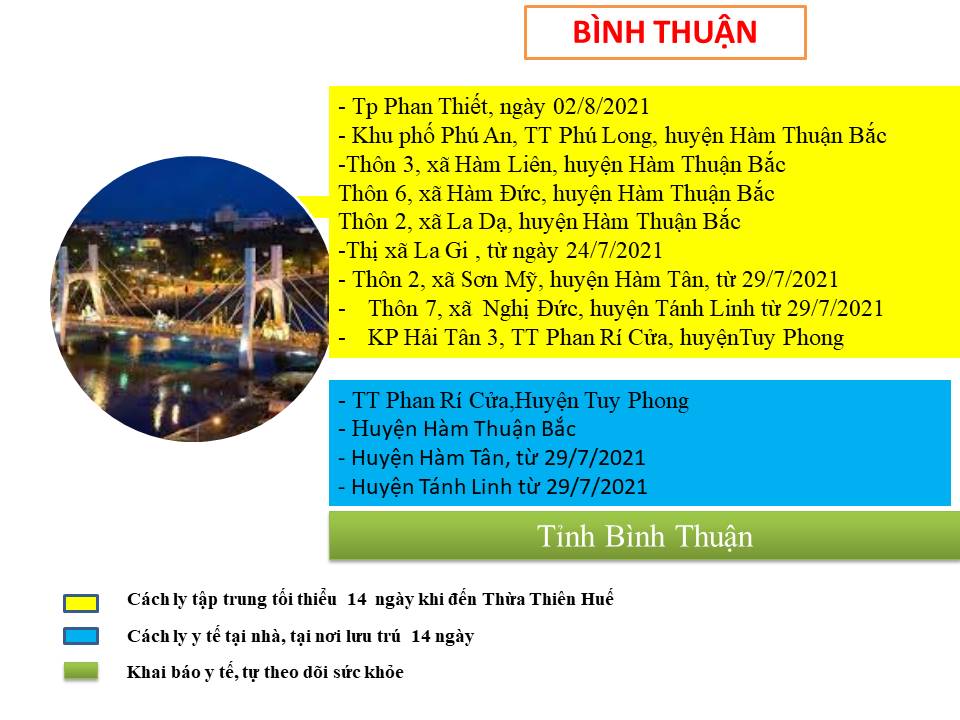 BÌNH THUẬN
- Tp Phan Thiết, ngày 02/8/2021
- Khu phố Phú An, TT Phú Long, huyện Hàm Thuận Bắc
-Thôn 3, xã Hàm Liên, huyện Hàm Thuận Bắc
Thôn 6, xã Hàm Đức, huyện Hàm Thuận Bắc
Thôn 2, xã La Dạ, huyện Hàm Thuận Bắc
-Thị xã La Gi , từ ngày 24/7/2021
- Thôn 2, xã Sơn Mỹ, huyện Hàm Tân, từ 29/7/2021
- Thôn 7, xã Nghị Đức, huyện Tánh Linh từ 29/7/2021
- KP Hải Tân 3, TT Phan Rí Cửa, huyệnTuy Phong
- TT Phan Rí Cửa,Huyện Tuy Phong
- Huyện Hàm Thuận Bắc
- Huyện Hàm Tân, từ 29/7/2021
- Huyện Tánh Linh từ 29/7/2021
Tỉnh Bình Thuận
Cách ly tập trung tối thiểu 14 ngày khi đến Thừa Thiên Huế
Cách ly y tế tại nhà, tại nơi lưu trú 14 ngày
Khai báo y tế, tự theo dõi sức khỏe